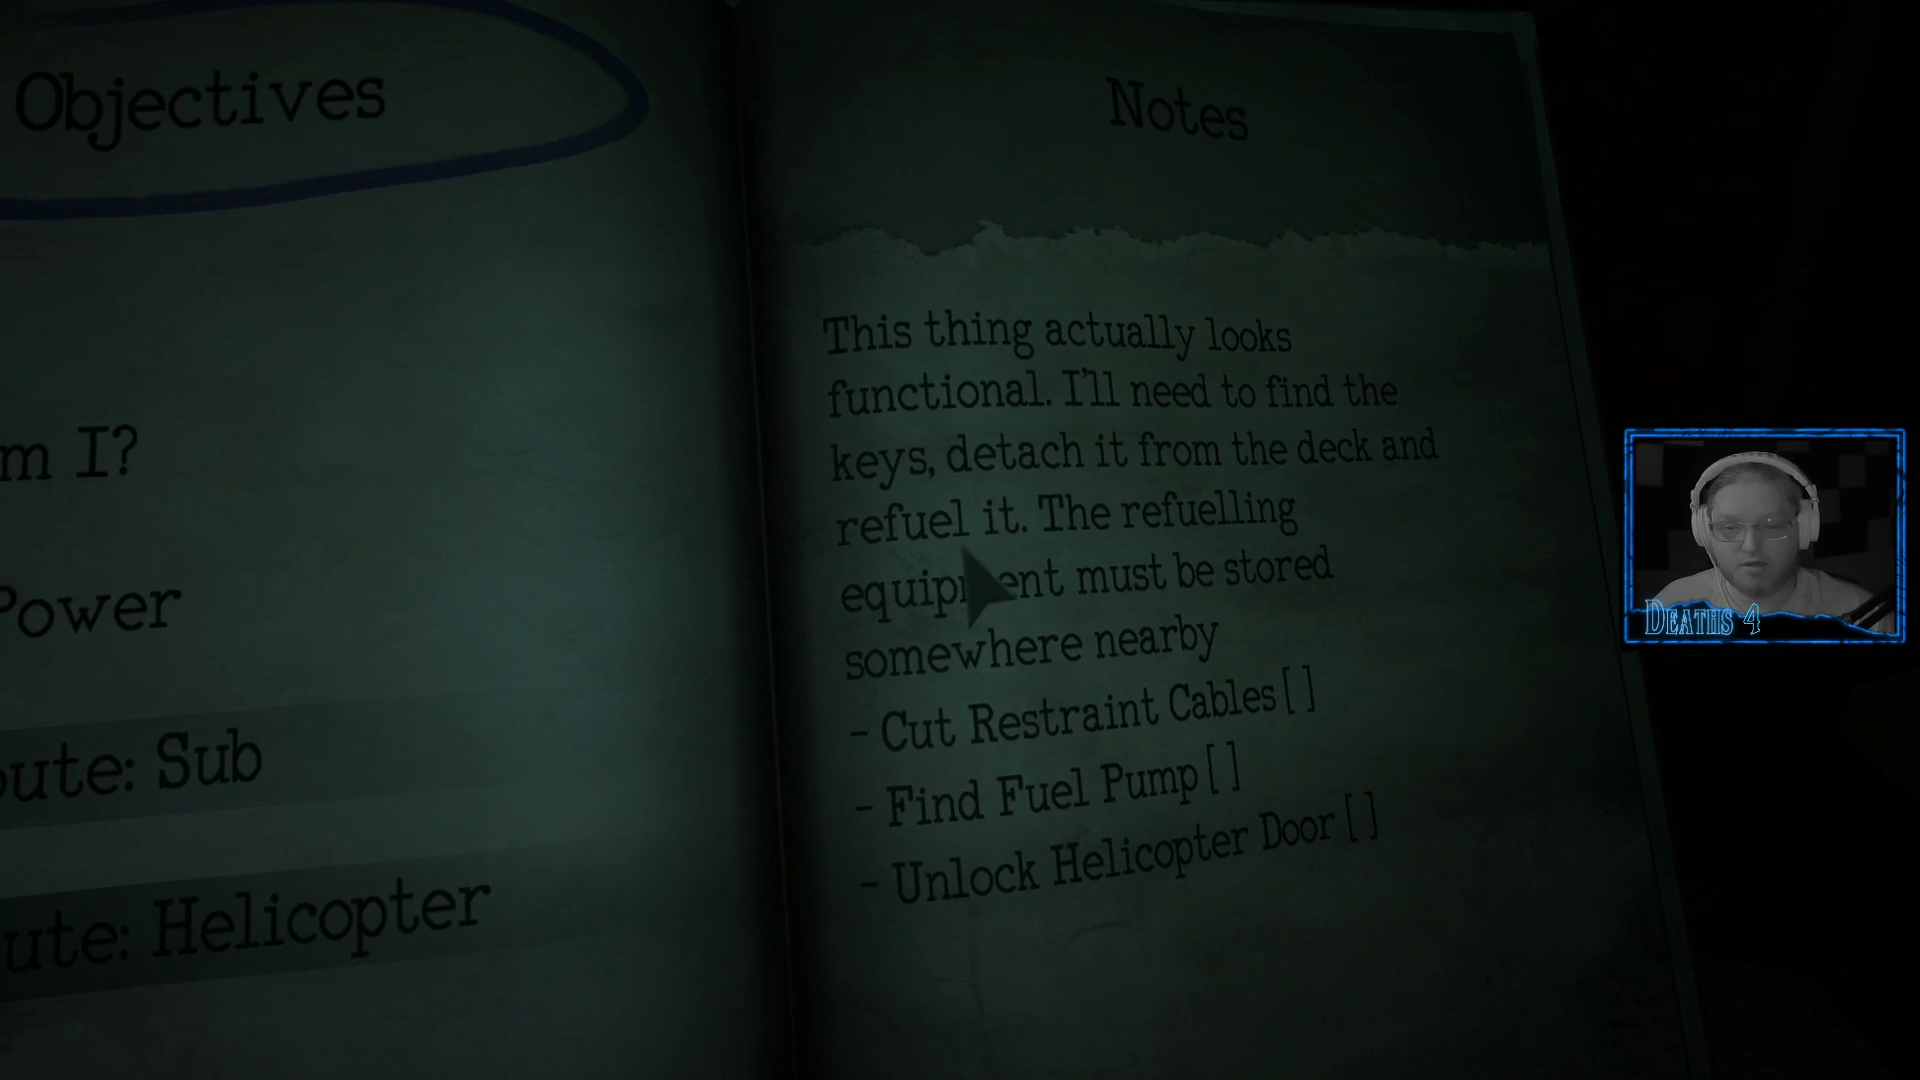 Objectives
m I?
Power
oute: Sub
ute: Helicopter
Notes
This thing actually looks
functional. I'll need to find the
keys, detach it from the deck and
refuel it. The refuelling
equipment must be stored
somewhere nearby
- Cut Restraint Cables [ ]
- Find Fuel Pump [ ]
- Unlock Helicopter Door [ ]
Deaths 4